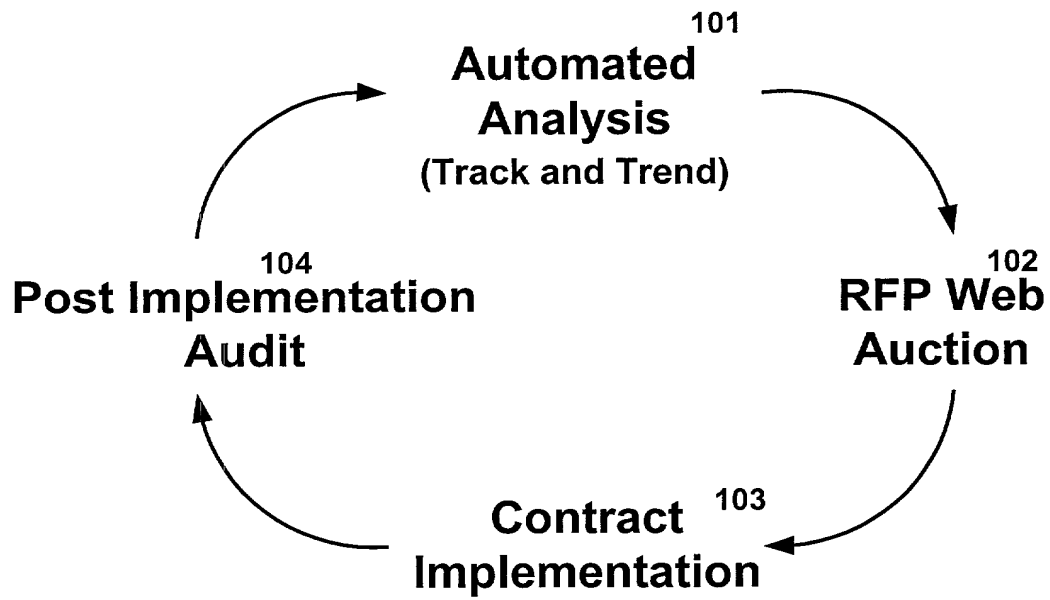 101
Automated
Analysis
(Track and Trend)
102
RFP Web
Auction
103
Contract
Implementation
104
Post Implementation
Audit